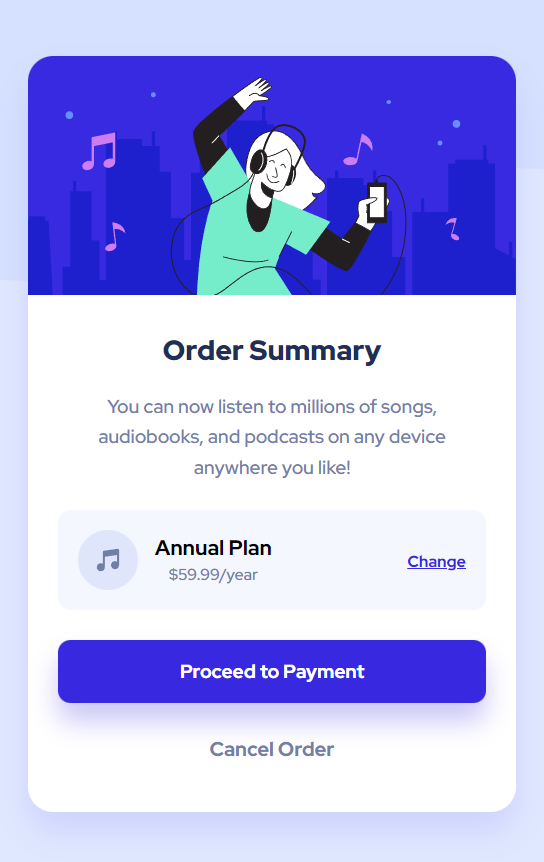 Order Summary
You can now listen to millions of songs,
audiobooks, and podcasts on any device
anywhere you like!
Annual Plan
$59.99/year
Change
Proceed to Payment
Cancel Order